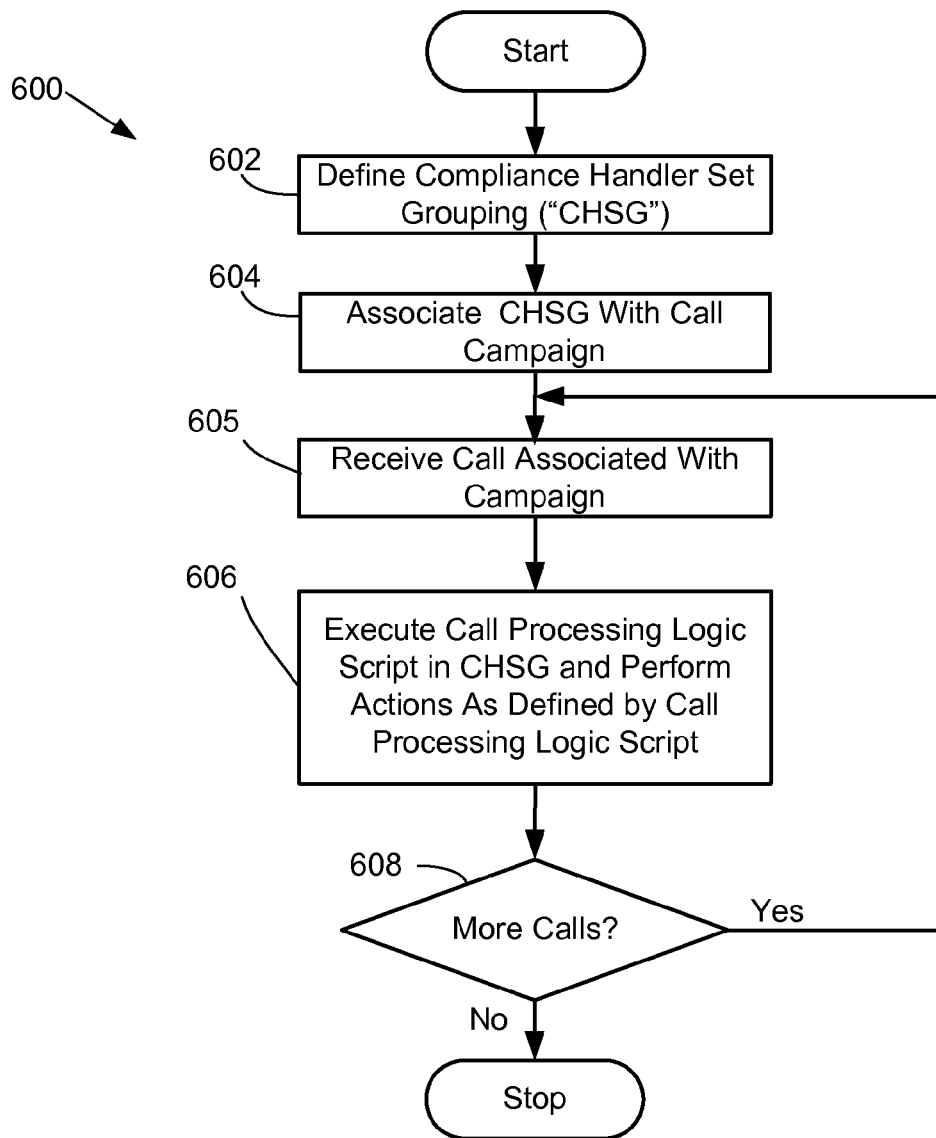 Start
600
602
Define Compliance Handler Set
Grouping (“CHSG”)
604
Associate CHSG With Call
Campaign
605
Receive Call Associated With
Campaign
606
Execute Call Processing Logic
Script in CHSG and Perform
Actions As Defined by Call
Processing Logic Script
608
More Calls?
Yes
No
Stop